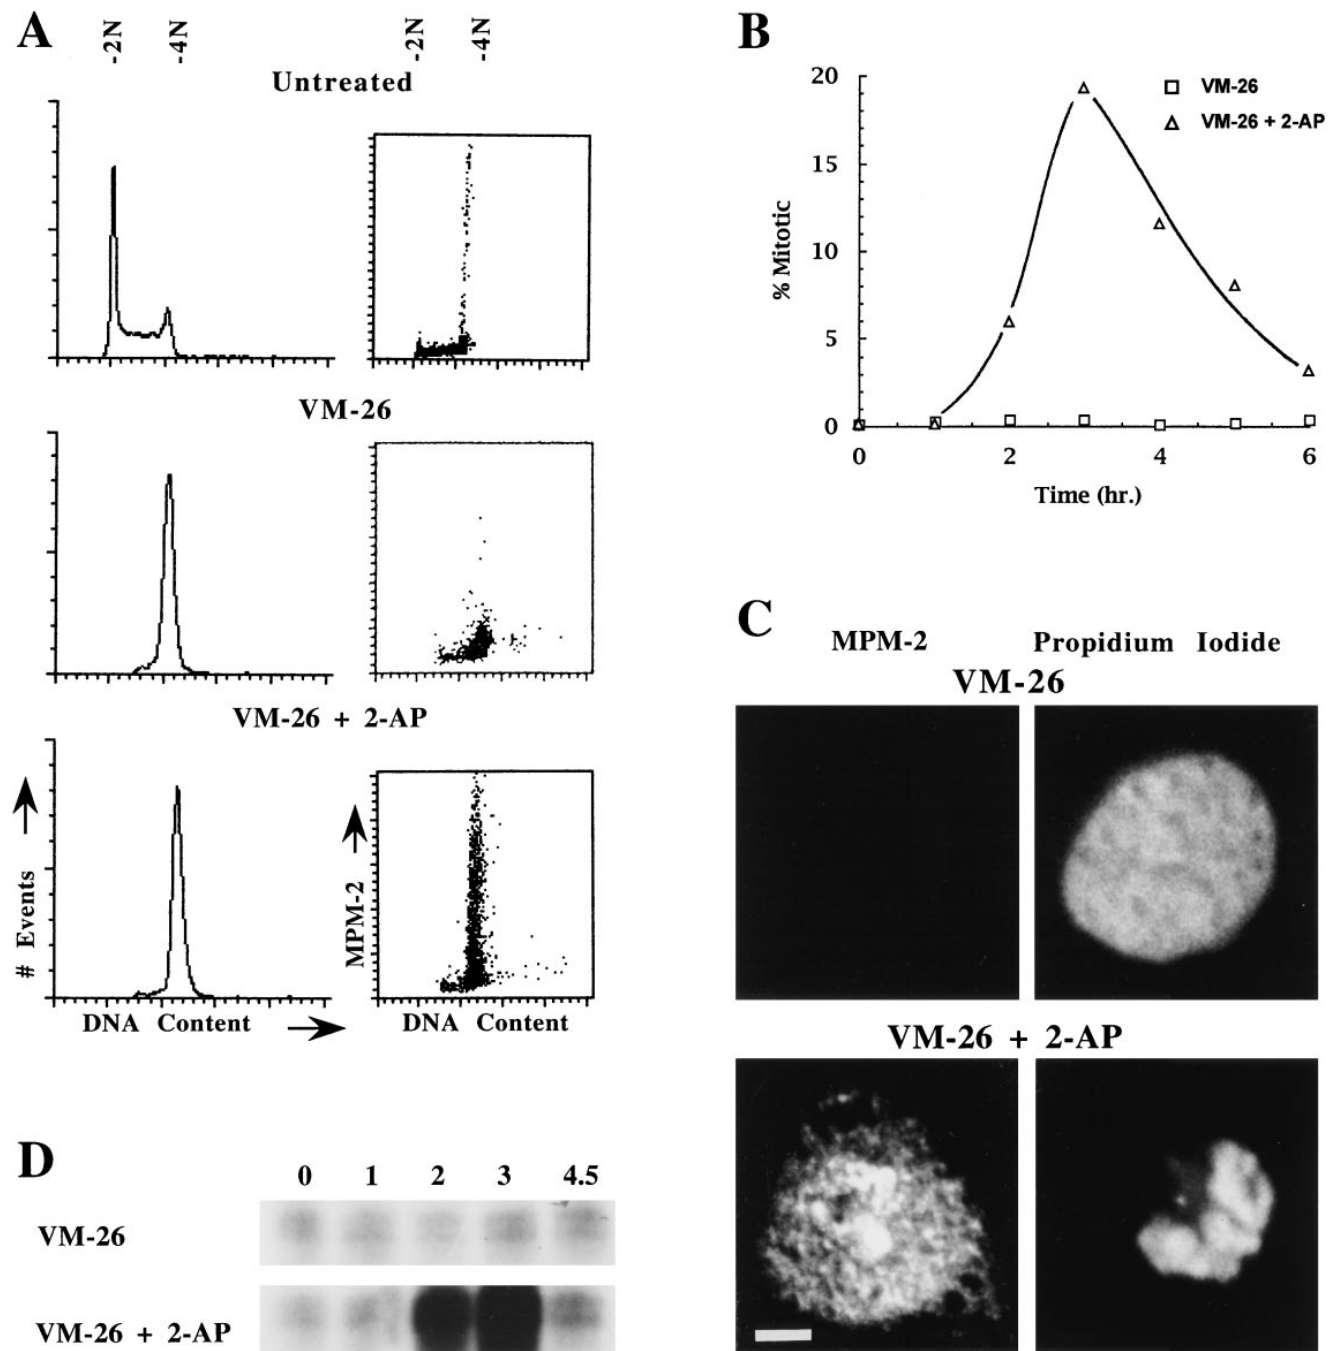 A
-2N
-4N
-2N
-4N
Untreated
VM-26
VM-26 + 2-AP
# Events
MPM-2
DNA Content
DNA Content
B
20
15
10
5
0
% Mitotic
VM-26
VM-26 + 2-AP
0 2 4 6
Time (hr.)
C
MPM-2 Propidium Iodide
VM-26
VM-26 + 2-AP
D
0 1 2 3 4.5
VM-26
VM-26 + 2-AP